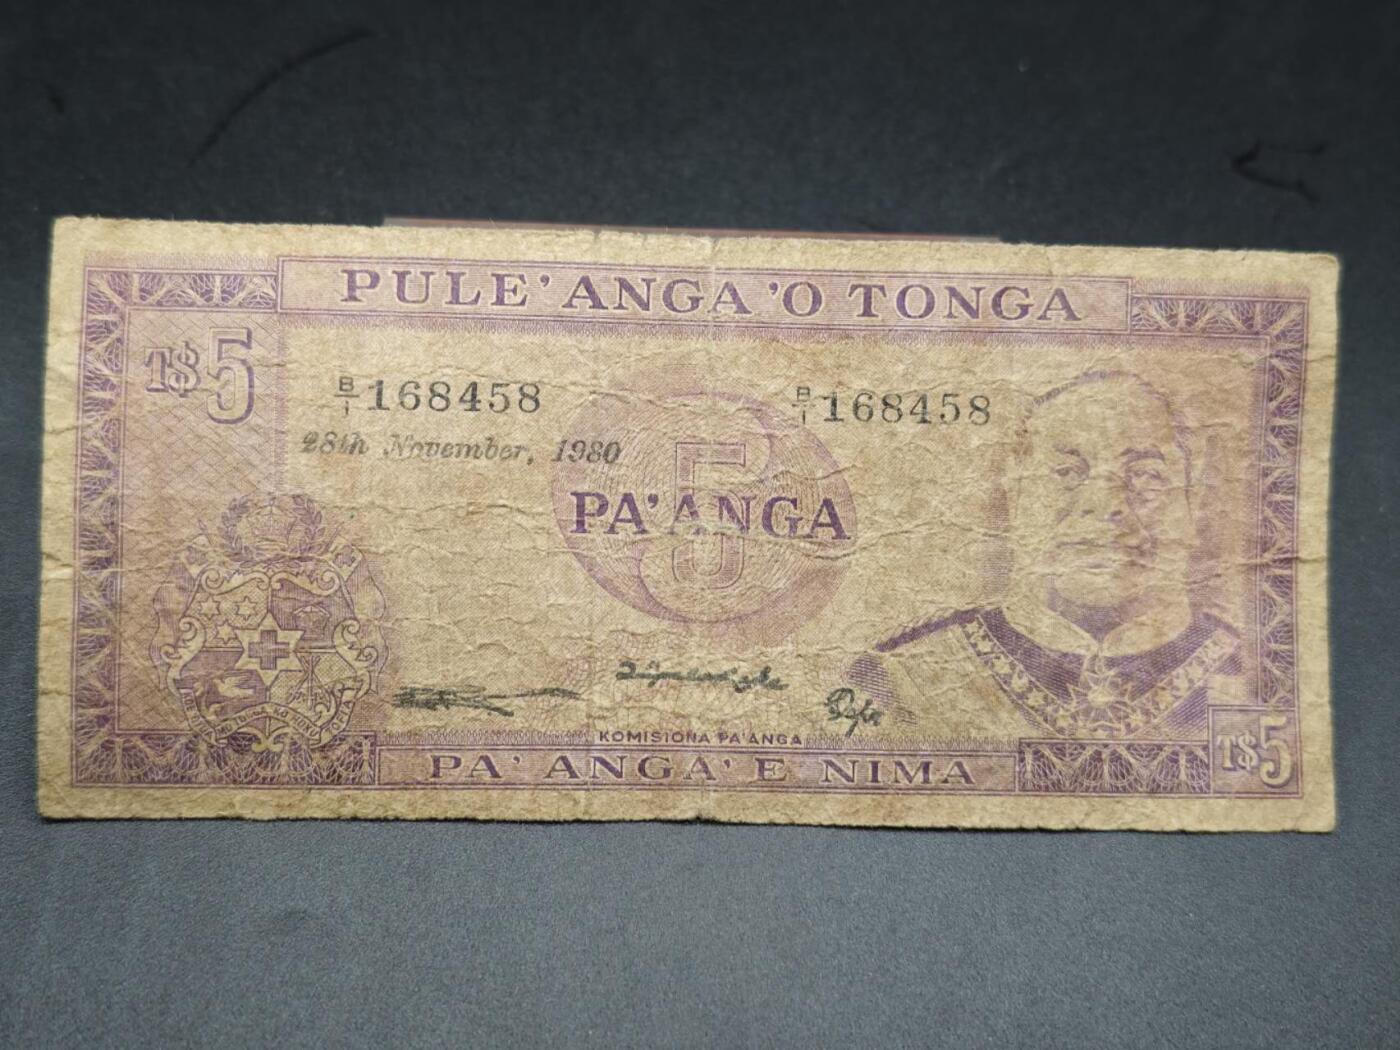 PULE'ANGA 'O TONGA
T$5
B/1 168458
B/1 168458
28th November, 1980
5
PA'ANGA
KOMISIONA PA'ANGA
PA'ANGA 'E NIMA
T$5